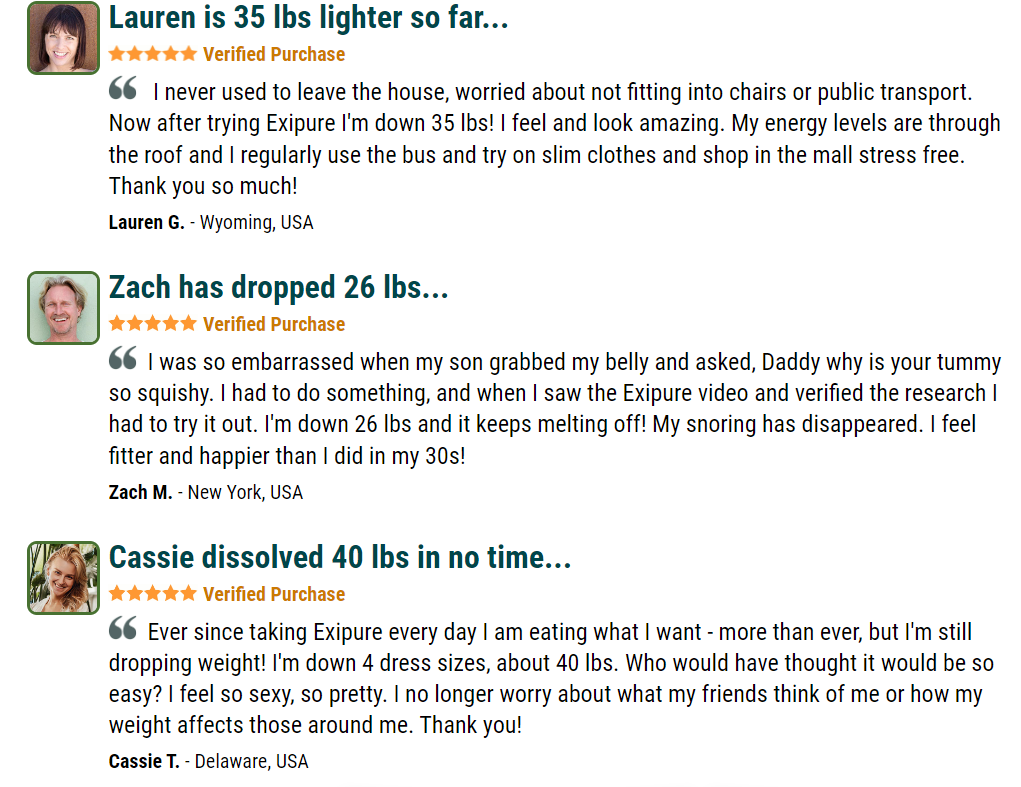 Lauren is 35 lbs lighter so far...
Verified Purchase
“ I never used to leave the house, worried about not fitting into chairs or public transport.
Now after trying Exipure I'm down 35 lbs! I feel and look amazing. My energy levels are through
the roof and I regularly use the bus and try on slim clothes and shop in the mall stress free.
Thank you so much!
Lauren G. - Wyoming, USA
Zach has dropped 26 lbs...
Verified Purchase
“ I was so embarrassed when my son grabbed my belly and asked, Daddy why is your tummy
so squishy. I had to do something, and when I saw the Exipure video and verified the research I
had to try it out. I'm down 26 lbs and it keeps melting off! My snoring has disappeared. I feel
fitter and happier than I did in my 30s!
Zach M. - New York, USA
Cassie dissolved 40 lbs in no time...
Verified Purchase
“ Ever since taking Exipure every day I am eating what I want - more than ever, but I'm still
dropping weight! I'm down 4 dress sizes, about 40 lbs. Who would have thought it would be so
easy? I feel so sexy, so pretty. I no longer worry about what my friends think of me or how my
weight affects those around me. Thank you!
Cassie T. - Delaware, USA